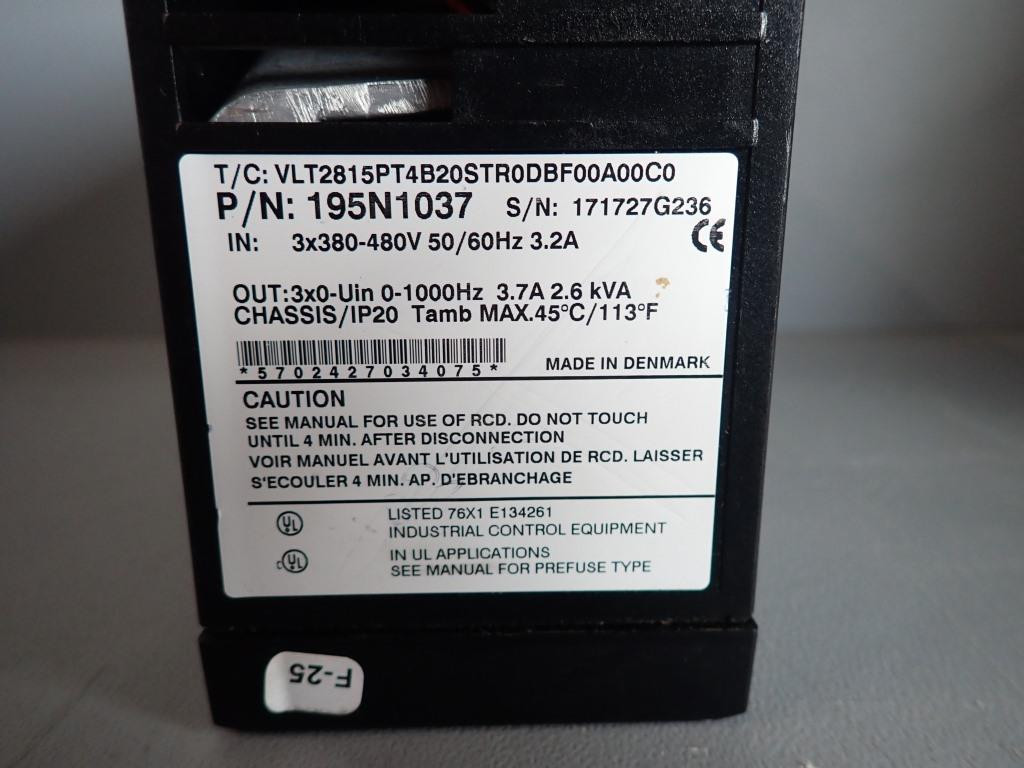 T/C: VLT2815PT4B20STR0DBF00A00C0
P/N: 195N1037 S/N: 171727G236
IN: 3x380-480V 50/60Hz 3.2A CE
OUT:3x0-Uin 0-1000Hz 3.7A 2.6 kVA
CHASSIS/IP20 Tamb MAX.45°C/113°F
*5702427034075* MADE IN DENMARK
CAUTION
SEE MANUAL FOR USE OF RCD. DO NOT TOUCH
UNTIL 4 MIN. AFTER DISCONNECTION
VOIR MANUEL AVANT L'UTILISATION DE RCD. LAISSER
S'ECOULER 4 MIN. AP. D'EBRANCHAGE
UL LISTED 76X1 E134261
INDUSTRIAL CONTROL EQUIPMENT
c UL IN UL APPLICATIONS
SEE MANUAL FOR PREFUSE TYPE
F-25